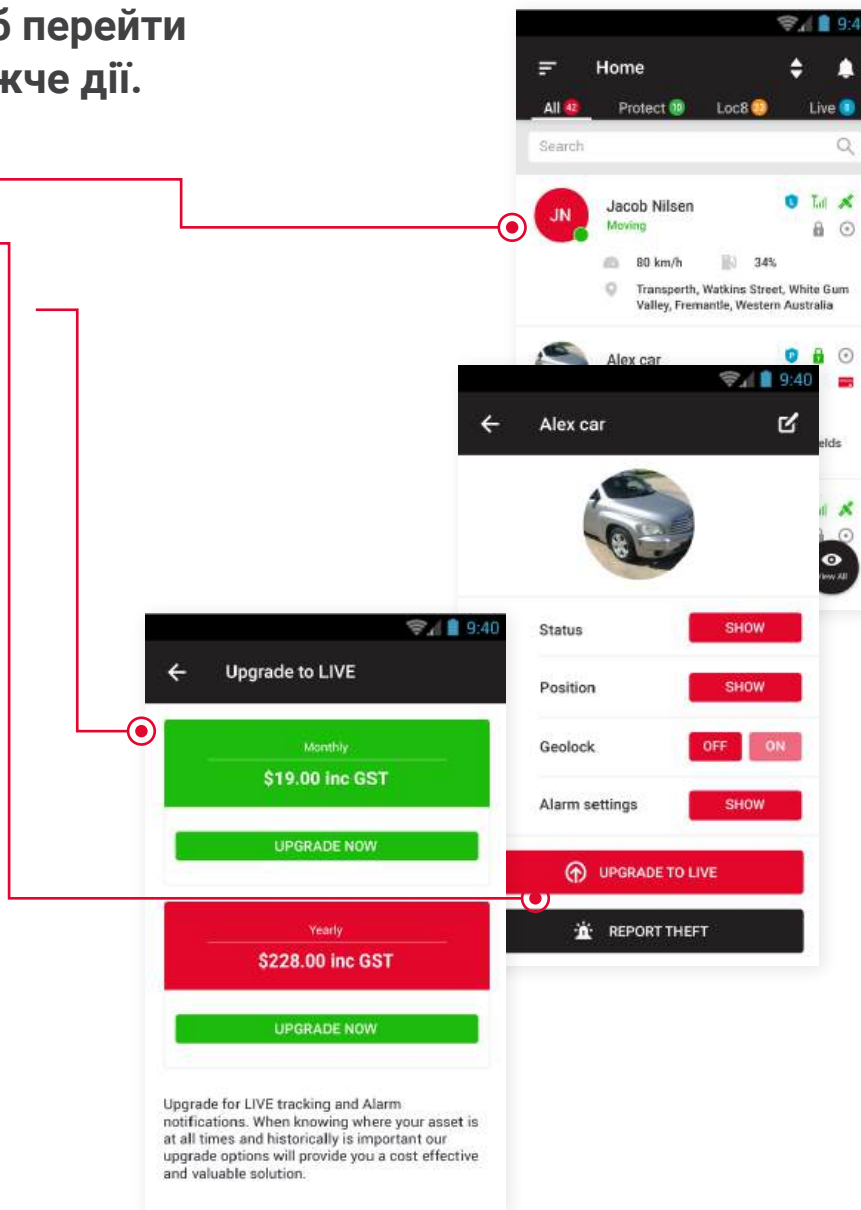 б перейти
жче дії.
9:4
Home
All 42 Protect 10 Loc8 Live
Search
JN
Jacob Nilsen
Moving
80 km/h 34%
Transperth, Watkins Street, White Gum
Valley, Fremantle, Western Australia
Alex car
elds
View All
9:40
Alex car
Status SHOW
Position SHOW
Geolock OFF ON
Alarm settings SHOW
UPGRADE TO LIVE
REPORT THEFT
9:40
Upgrade to LIVE
Monthly
$19.00 inc GST
UPGRADE NOW
Yearly
$228.00 inc GST
UPGRADE NOW
Upgrade for LIVE tracking and Alarm
notifications. When knowing where your asset is
at all times and historically is important our
upgrade options will provide you a cost effective
and valuable solution.